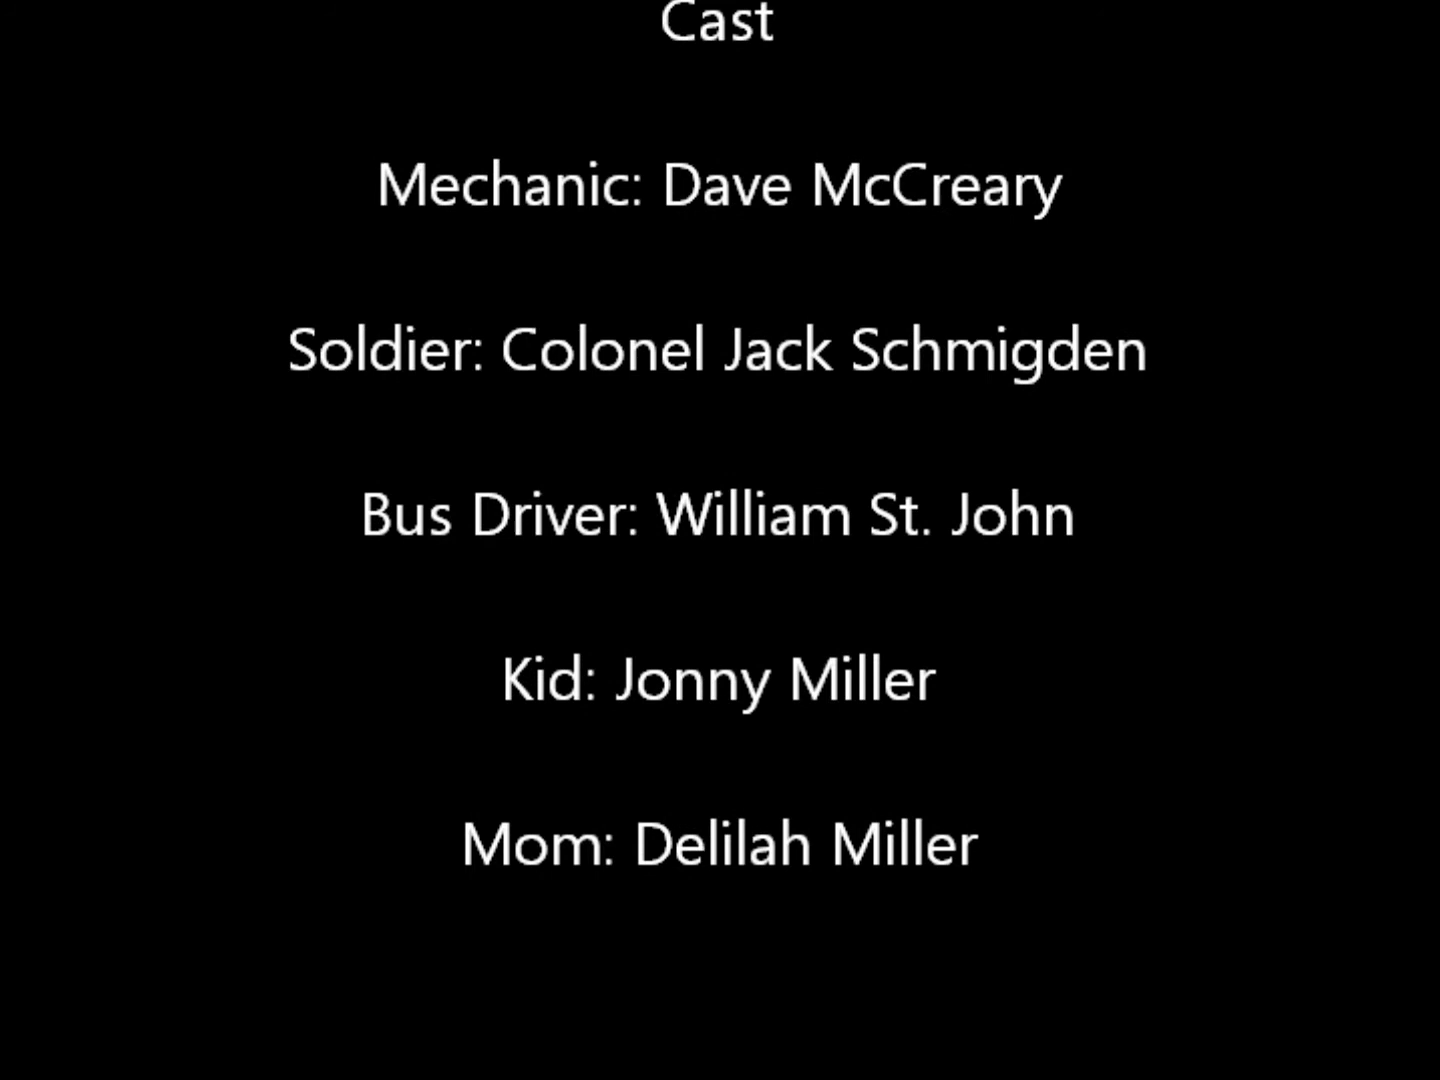 Cast
Mechanic: Dave McCreary
Soldier: Colonel Jack Schmigden
Bus Driver: William St. John
Kid: Jonny Miller
Mom: Delilah Miller